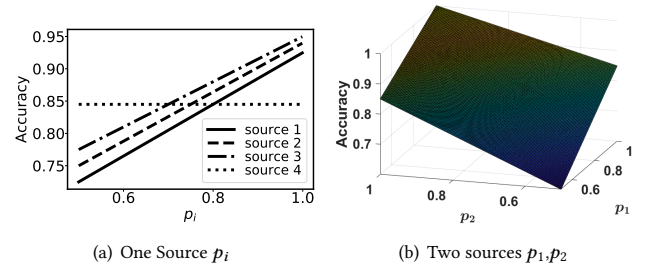 0.95
0.90
0.85
0.80
0.75
Accuracy
0.6
0.8
1.0
p_i
source 1
source 2
source 3
source 4
(a) One Source p_i
1
0.9
0.8
0.7
Accuracy
1
0.8
0.6
p_2
0.6
0.8
1
p_1
(b) Two sources p_1,p_2